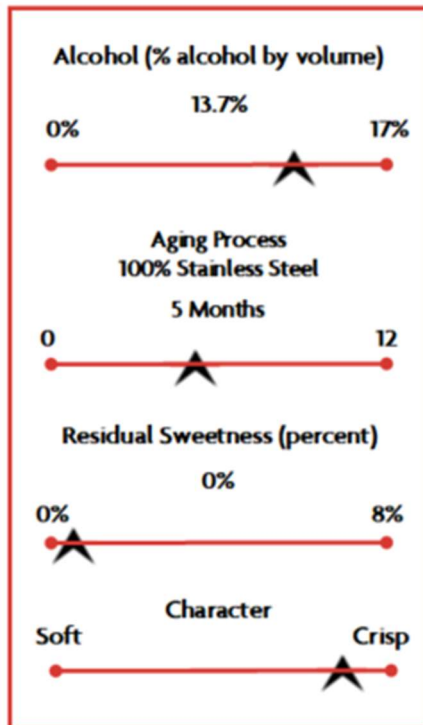 Alcohol (% alcohol by volume)
13.7%
0% 17%
Aging Process
100% Stainless Steel
5 Months
0 12
Residual Sweetness (percent)
0%
0% 8%
Character
Soft Crisp